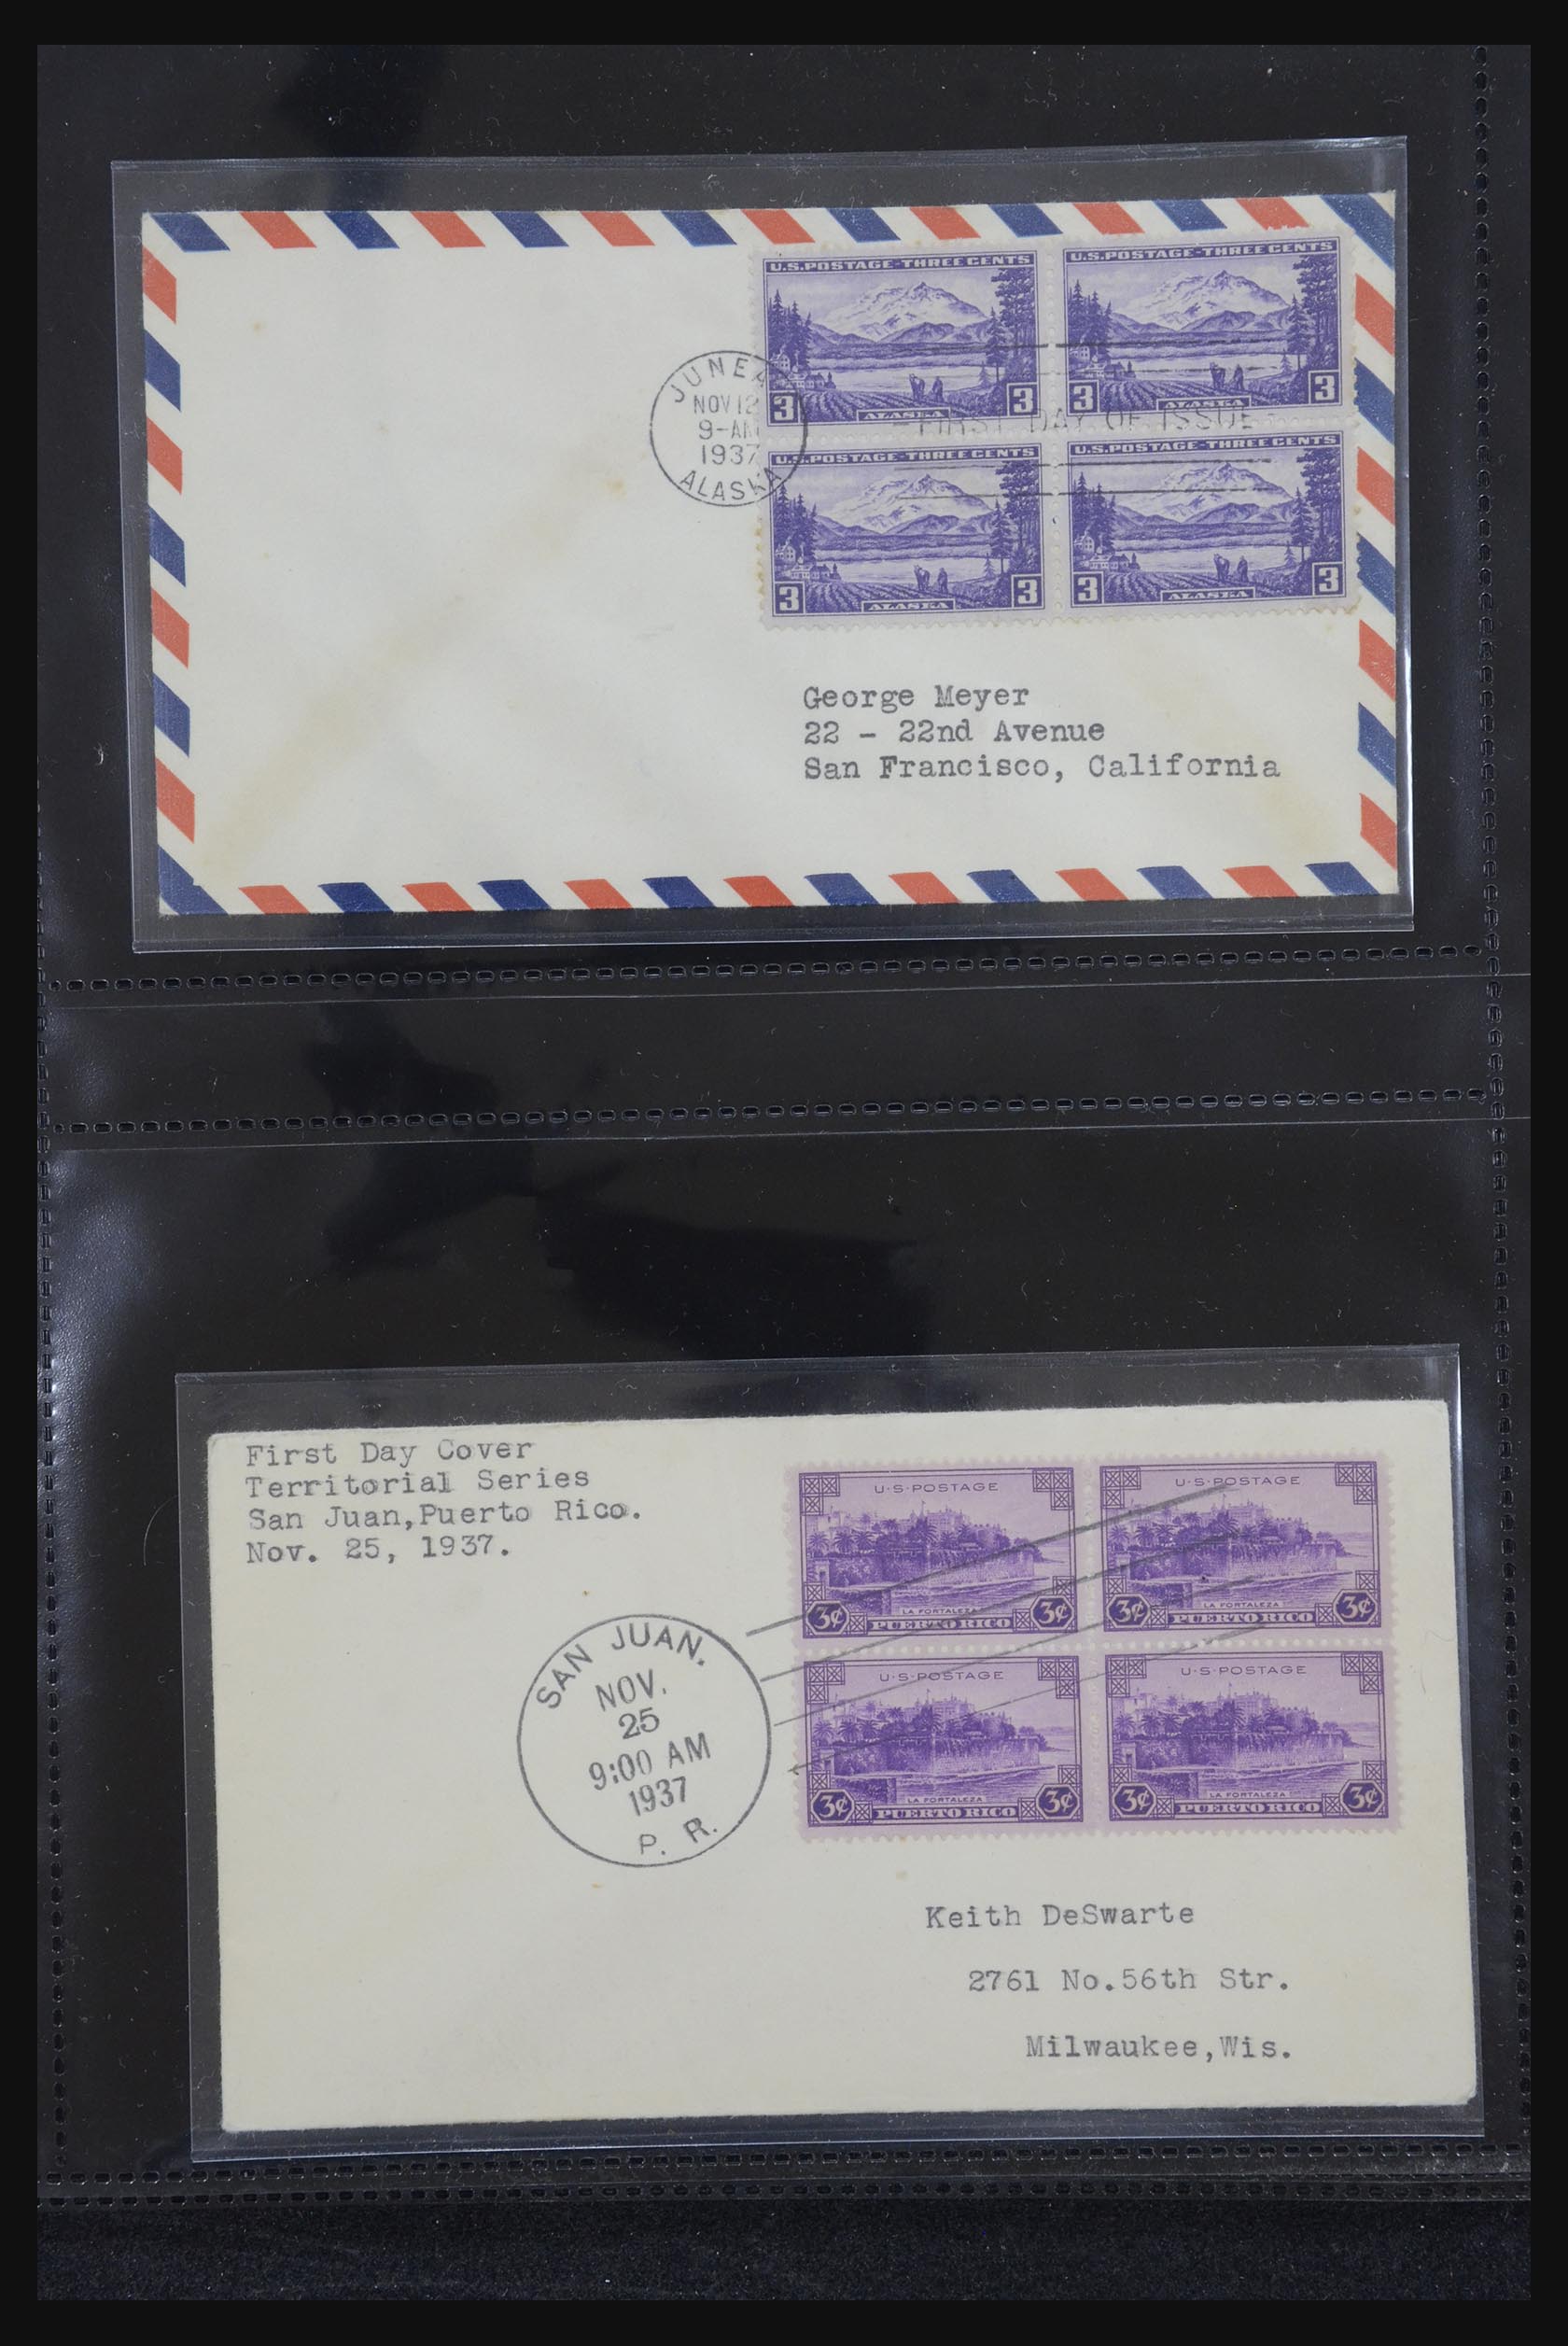 U.S.POSTAGE-THREE CENTS
U.S.POSTAGE-THREE CENTS
3 ALASKA 3
3 ALASKA 3
JUNEA
NOV 12
9-AM
1937
ALASKA
FIRST DAY OF ISSUE
U.S.POSTAGE-THREE CENTS
U.S.POSTAGE-THREE CENTS
3 ALASKA 3
3 ALASKA 3
George Meyer
22 - 22nd Avenue
San Francisco, California
First Day Cover
Territorial Series
San Juan,Puerto Rico.
Nov. 25, 1937.
U·S·POSTAGE
U·S·POSTAGE
LA FORTALEZA
3¢ PUERTO RICO 3¢
LA FORTALEZA
3¢ PUERTO RICO 3¢
SAN JUAN.
NOV.
25
9:00 AM
1937
P. R.
U·S·POSTAGE
U·S·POSTAGE
LA FORTALEZA
3¢ PUERTO RICO 3¢
LA FORTALEZA
3¢ PUERTO RICO 3¢
Keith DeSwarte
2761 No.56th Str.
Milwaukee,Wis.